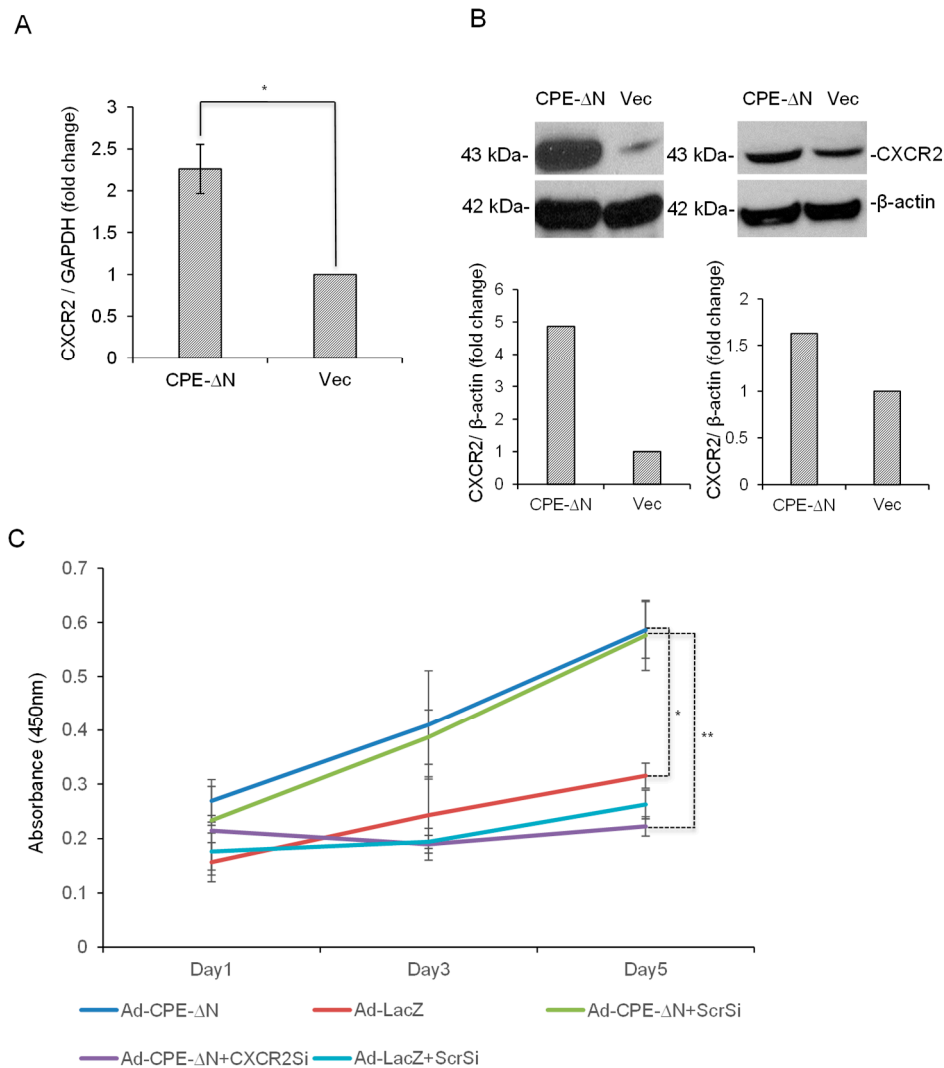 A
*
3
2.5
2
1.5
1
0.5
0
CXCR2 / GAPDH (fold change)
CPE-ΔN Vec
B
CPE-ΔN Vec CPE-ΔN Vec
43 kDa- 43 kDa- -CXCR2
42 kDa- 42 kDa- -β-actin
6
5
4
3
2
1
0
CXCR2/ β-actin (fold change)
CPE-ΔN Vec
2
1.5
1
0.5
0
CXCR2/ β-actin (fold change)
CPE-ΔN Vec
C
0.7
0.6
0.5
0.4
0.3
0.2
0.1
0
Absorbance (450nm)
*
**
Day1 Day3 Day5
Ad-CPE-ΔN Ad-LacZ Ad-CPE-ΔN+ScrSi
Ad-CPE-ΔN+CXCR2Si Ad-LacZ+ScrSi